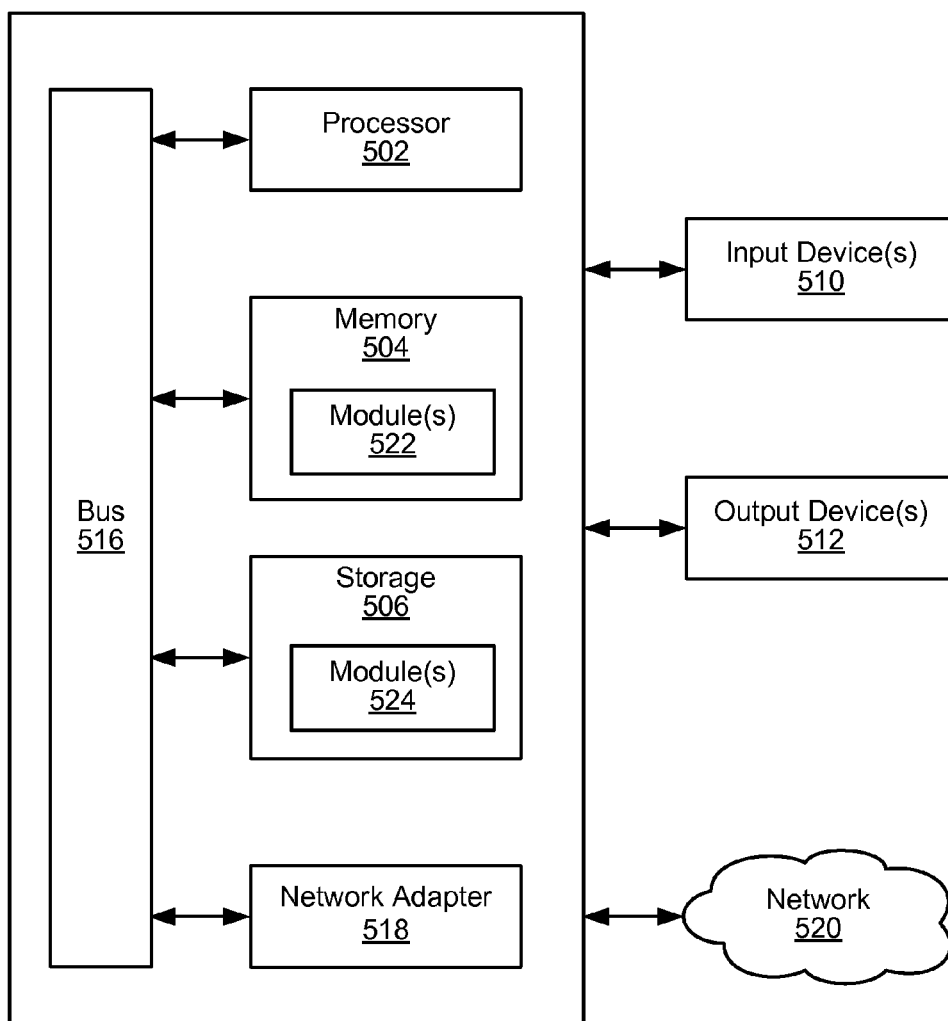 Processor
502
Input Device(s)
510
Memory
504
Module(s)
522
Bus
516
Output Device(s)
512
Storage
506
Module(s)
524
Network Adapter
518
Network
520